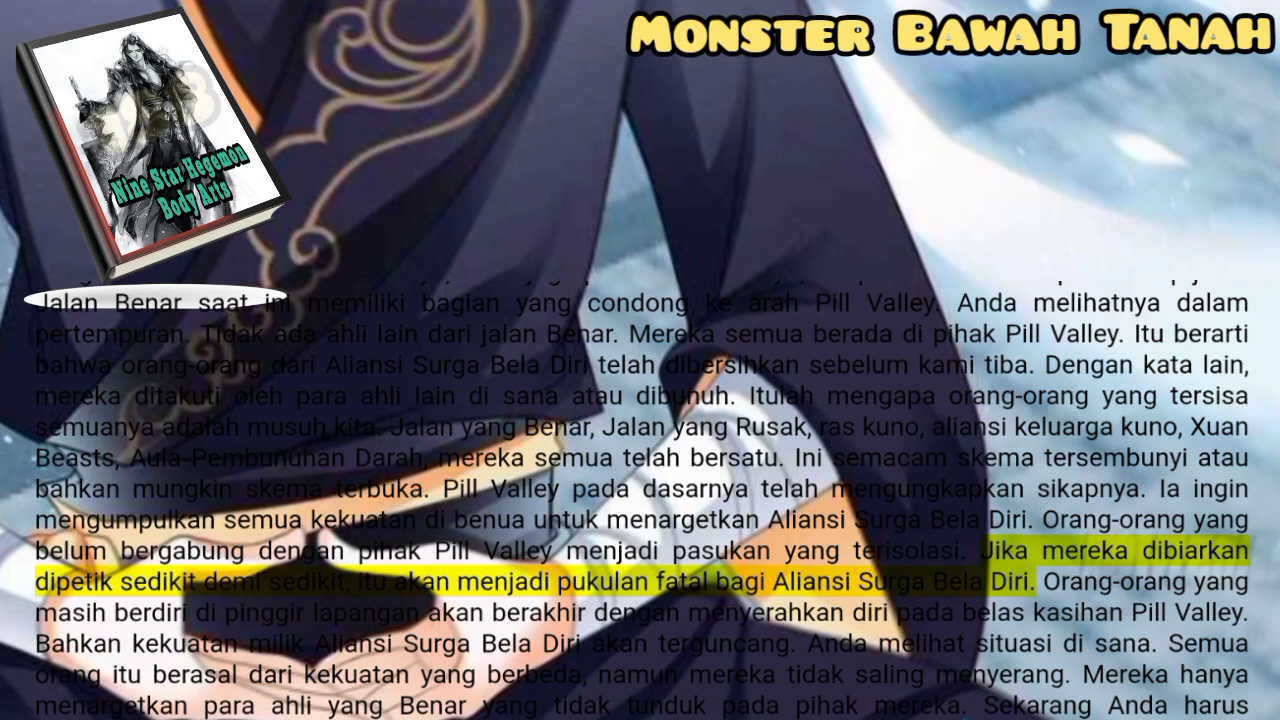 Monster Bawah Tanah
Nine Star Hegemon
Body Arts
Jalan Benar saat ini memiliki bagian yang condong ke arah Pill Valley. Anda melihatnya dalam
pertempuran. Tidak ada ahli lain dari jalan Benar. Mereka semua berada di pihak Pill Valley. Itu berarti
bahwa orang-orang dari Aliansi Surga Bela Diri telah dibersihkan sebelum kami tiba. Dengan kata lain,
mereka ditakuti oleh para ahli lain di sana atau dibunuh. Itulah mengapa orang-orang yang tersisa
semuanya adalah musuh kita. Jalan yang Benar, Jalan yang Rusak, ras kuno, aliansi keluarga kuno, Xuan
Beasts, Aula Pembunuhan Darah, mereka semua telah bersatu. Ini semacam skema tersembunyi atau
bahkan mungkin skema terbuka. Pill Valley pada dasarnya telah mengungkapkan sikapnya. Ia ingin
mengumpulkan semua kekuatan di benua untuk menargetkan Aliansi Surga Bela Diri. Orang-orang yang
belum bergabung dengan pihak Pill Valley menjadi pasukan yang terisolasi. Jika mereka dibiarkan
dipetik sedikit demi sedikit, itu akan menjadi pukulan fatal bagi Aliansi Surga Bela Diri. Orang-orang yang
masih berdiri di pinggir lapangan akan berakhir dengan menyerahkan diri pada belas kasihan Pill Valley.
Bahkan kekuatan milik Aliansi Surga Bela Diri akan terguncang. Anda melihat situasi di sana. Semua
orang itu berasal dari kekuatan yang berbeda, namun mereka tidak saling menyerang. Mereka hanya
menargetkan para ahli yang Benar yang tidak tunduk pada pihak mereka. Sekarang Anda harus